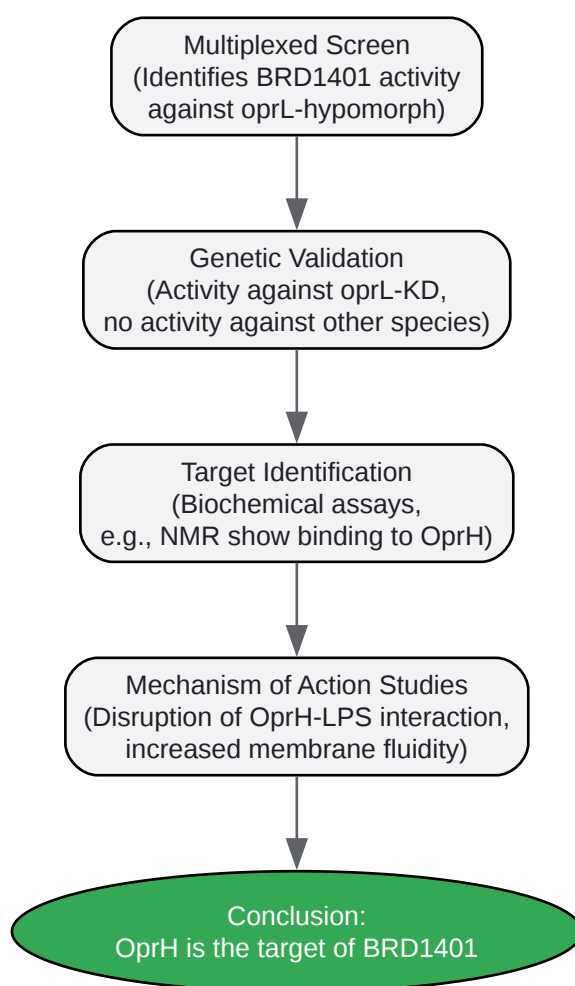 Multiplexed Screen
(Identifies BRD1401 activity
against oprL-hypomorph)
Genetic Validation
(Activity against oprL-KD,
no activity against other species)
Target Identification
(Biochemical assays,
e.g., NMR show binding to OprH)
Mechanism of Action Studies
(Disruption of OprH-LPS interaction,
increased membrane fluidity)
Conclusion:
OprH is the target of BRD1401